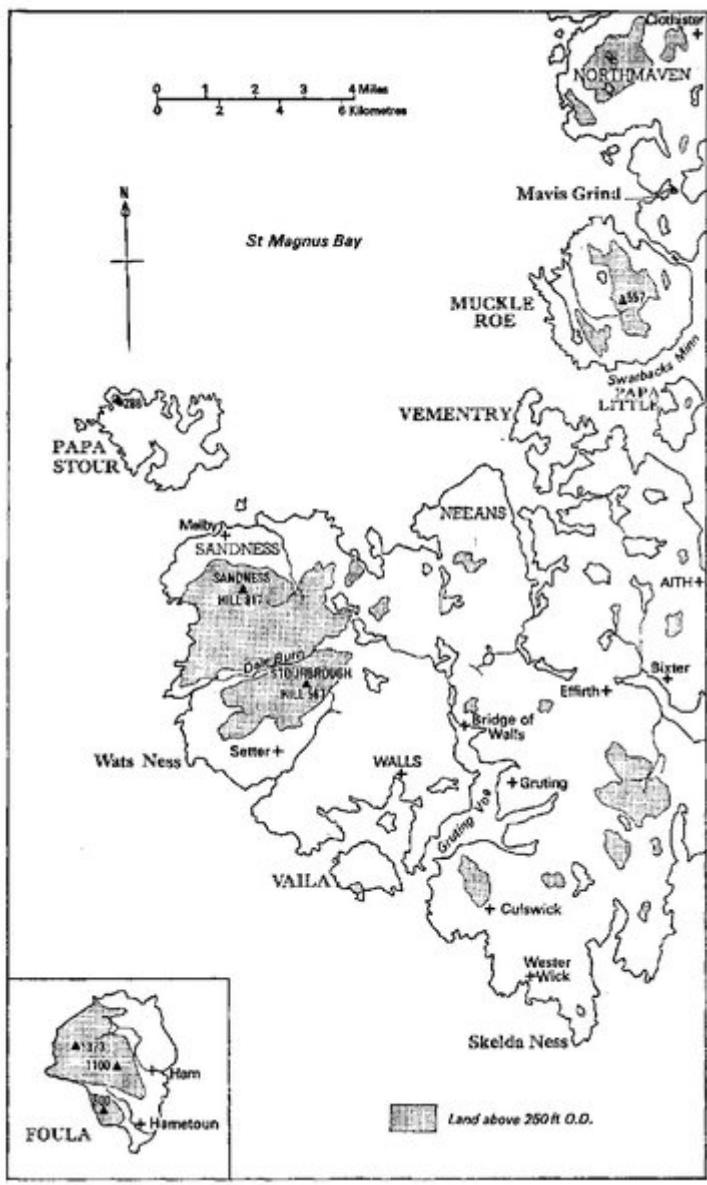 Clothister
NORTHMAVEN
0 1 2 3 4 Miles
0 2 4 6 Kilometres
Mavis Grind
N
St Magnus Bay
557
MUCKLE
ROE
Swarbacks Minn
PAPA
LITTLE
VEMENTRY
288
PAPA
STOUR
NEEANS
Melby
SANDNESS
SANDNESS
HILL 817
AITH
Dale Burn
STOURBROUGH
HILL 567
Bixter
Effirth
Bridge of
Walls
Setter
Wats Ness
WALLS
Gruting
Gruting Voe
VAILA
Culswick
Wester
Wick
Skelda Ness
1373
1100
Ham
Hametoun
FOULA
Land above 250 ft O.D.